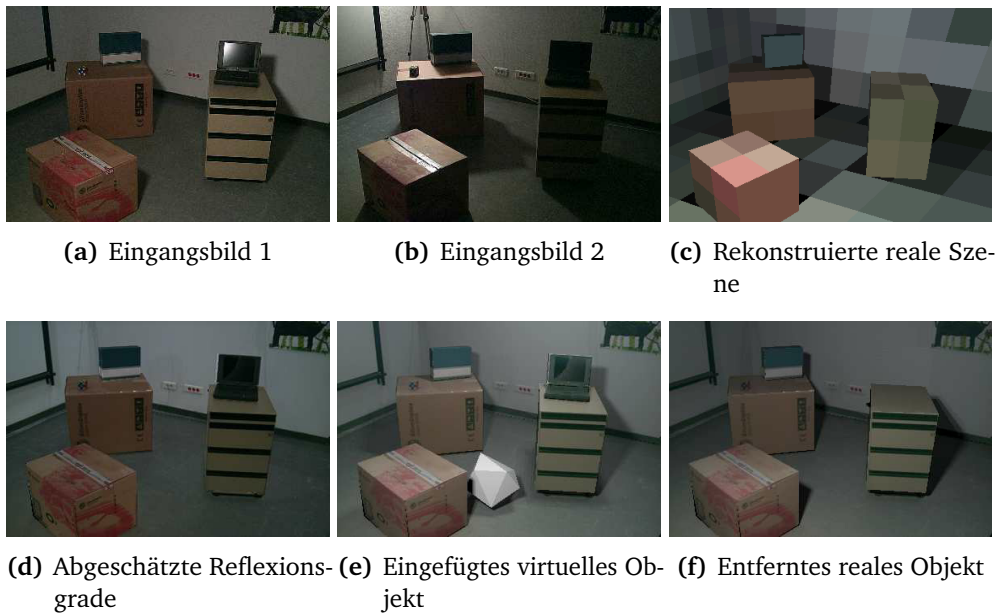 (a) Eingangsbild 1
(b) Eingangsbild 2
(c) Rekonstruierte reale Sze-
ne
(d) Abgeschätzte Reflexions-
grade
(e) Eingefügtes virtuelles Ob-
jekt
(f) Entferntes reales Objekt